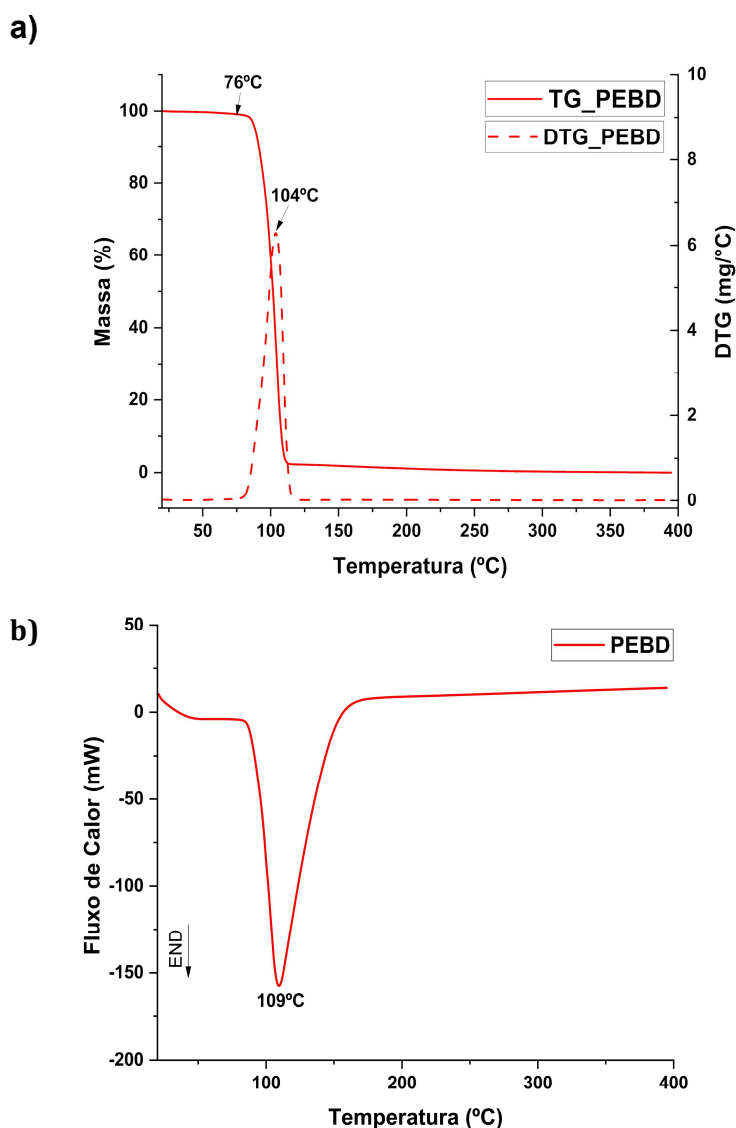 a)
76ºC
TG_PEBD
DTG_PEBD
104ºC
100
80
60
40
20
0
Massa (%)
10
8
6
4
2
0
DTG (mg/°C)
50
100
150
200
250
300
350
400
Temperatura (ºC)
b)
PEBD
50
0
-50
-100
-150
-200
Fluxo de Calor (mW)
END
109ºC
100
200
300
400
Temperatura (ºC)